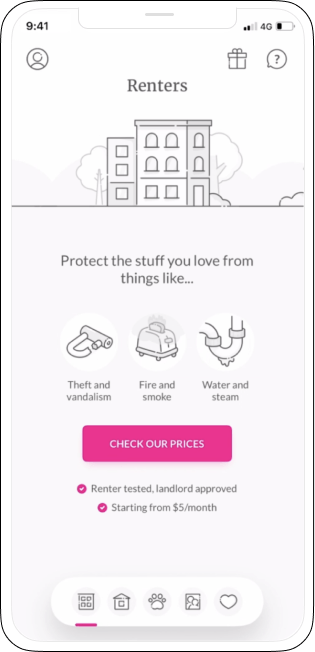 9:41
4G
?
Renters
Protect the stuff you love from
things like...
Theft and
vandalism
Fire and
smoke
Water and
steam
CHECK OUR PRICES
Renter tested, landlord approved
Starting from $5/month